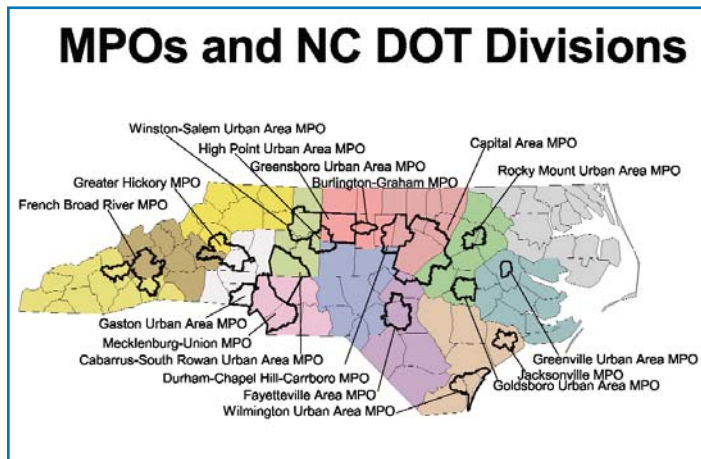 MPOs and NC DOT Divisions
Winston-Salem Urban Area MPO
High Point Urban Area MPO
Capital Area MPO
Greensboro Urban Area MPO
Rocky Mount Urban Area MPO
Greater Hickory MPO
Burlington-Graham MPO
French Broad River MPO
Gaston Urban Area MPO
Mecklenburg-Union MPO
Cabarrus-South Rowan Urban Area MPO
Greenville Urban Area MPO
Durham-Chapel Hill-Carrboro MPO
Jacksonville MPO
Fayetteville Area MPO
Goldsboro Urban Area MPO
Wilmington Urban Area MPO